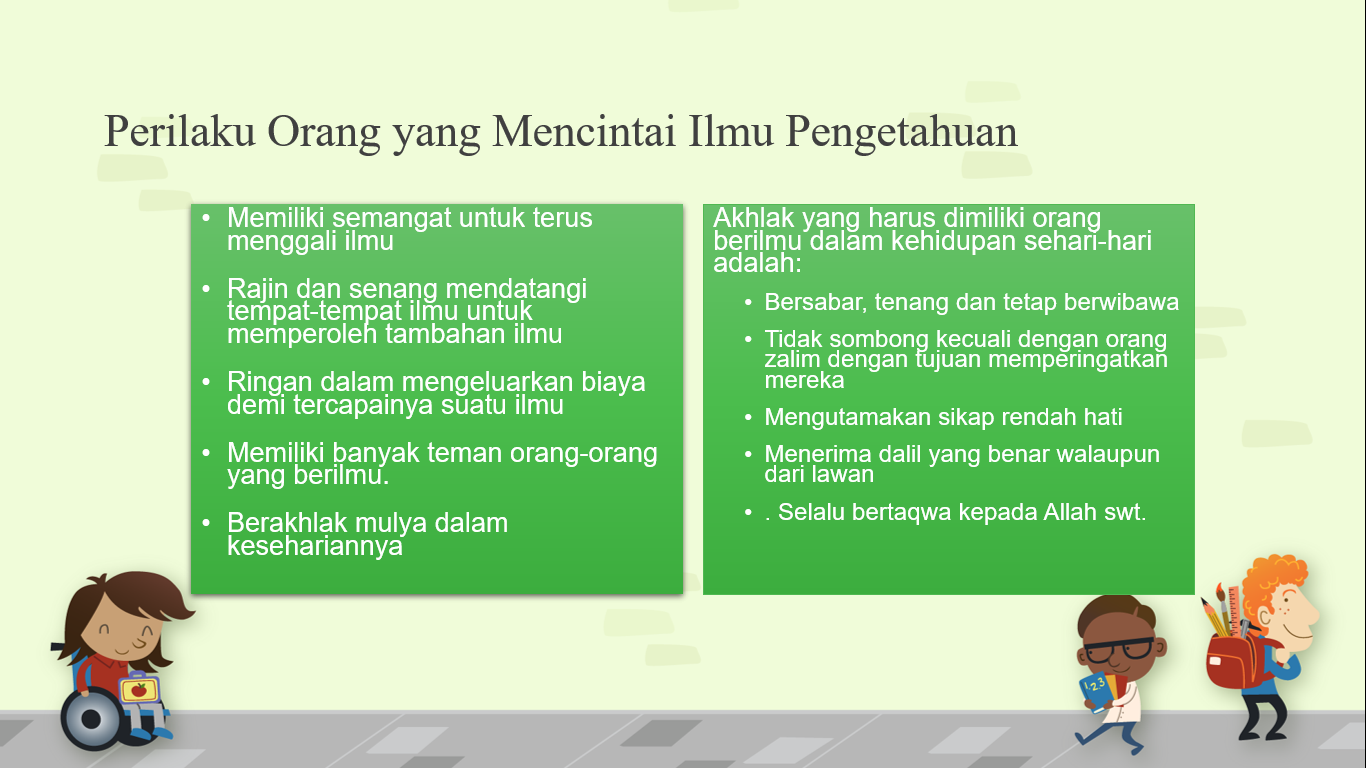 Perilaku Orang yang Mencintai Ilmu Pengetahuan
• Memiliki semangat untuk terus
menggali ilmu
• Rajin dan senang mendatangi
tempat-tempat ilmu untuk
memperoleh tambahan ilmu
• Ringan dalam mengeluarkan biaya
demi tercapainya suatu ilmu
• Memiliki banyak teman orang-orang
yang berilmu.
• Berakhlak mulya dalam
kesehariannya
Akhlak yang harus dimiliki orang
berilmu dalam kehidupan sehari-hari
adalah:
• Bersabar, tenang dan tetap berwibawa
• Tidak sombong kecuali dengan orang
zalim dengan tujuan memperingatkan
mereka
• Mengutamakan sikap rendah hati
• Menerima dalil yang benar walaupun
dari lawan
• . Selalu bertaqwa kepada Allah swt.
1,2,3